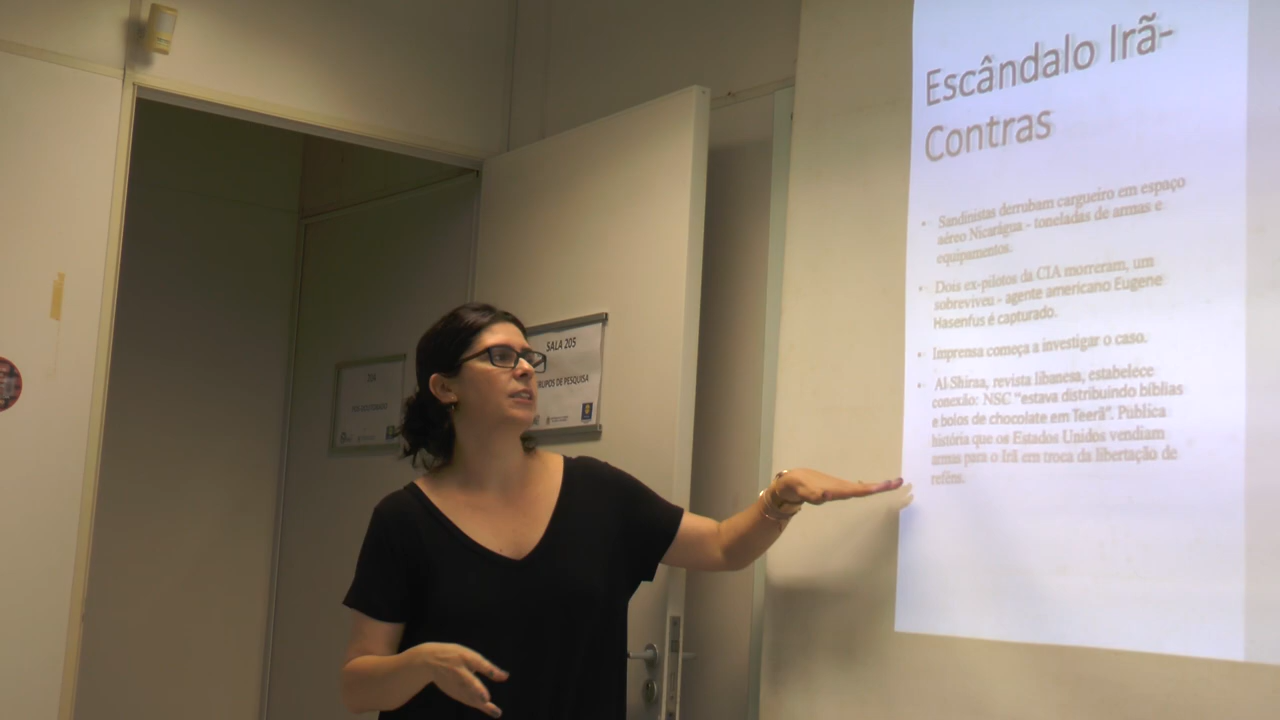 Escândalo Irã-
Contras
• Sandinistas derrubam cargueiro em espaço
aéreo Nicarágua - toneladas de armas e
equipamentos.
• Dois ex-pilotos da CIA morreram, um
sobreviveu - agente americano Eugene
Hasenfus é capturado.
• Imprensa começa a investigar o caso.
• Al-Shiraa, revista libanesa, estabelece
conexão: NSC "estava distribuindo bíblias
e bolos de chocolate em Teerã". Publica
história que os Estados Unidos vendiam
armas para o Irã em troca da libertação de
reféns.
SALA 205
RUPOS DE PESQUISA